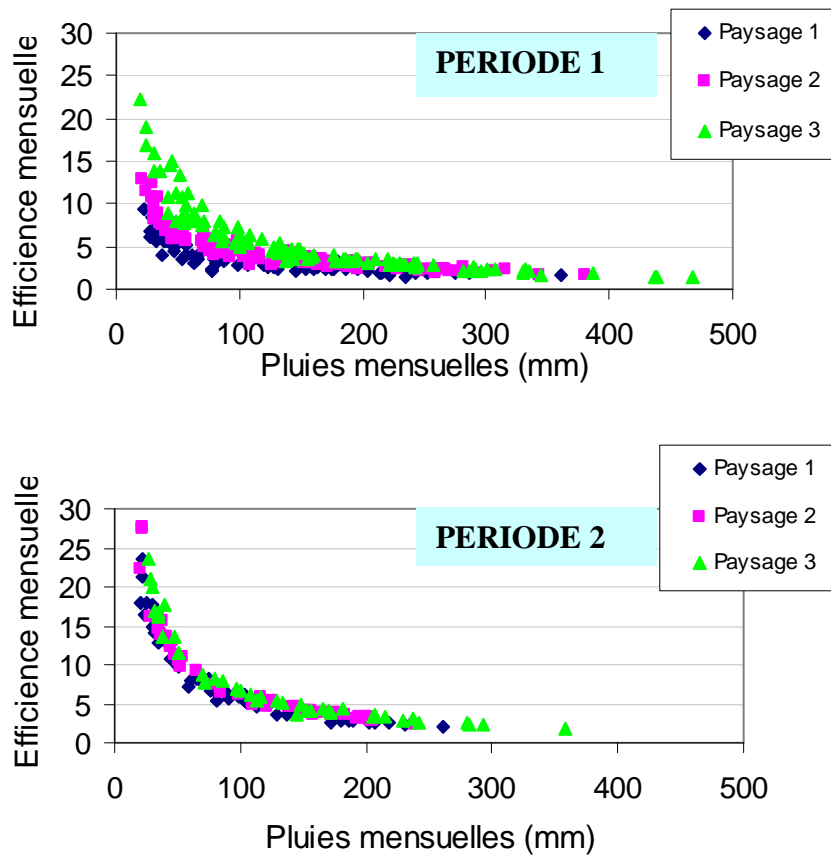 30
25
20
15
10
5
0
Efficience mensuelle
PERIODE 1
Paysage 1
Paysage 2
Paysage 3
0 100 200 300 400 500
Pluies mensuelles (mm)
30
25
20
15
10
5
0
Efficience mensuelle
PERIODE 2
Paysage 1
Paysage 2
Paysage 3
0 100 200 300 400 500
Pluies mensuelles (mm)